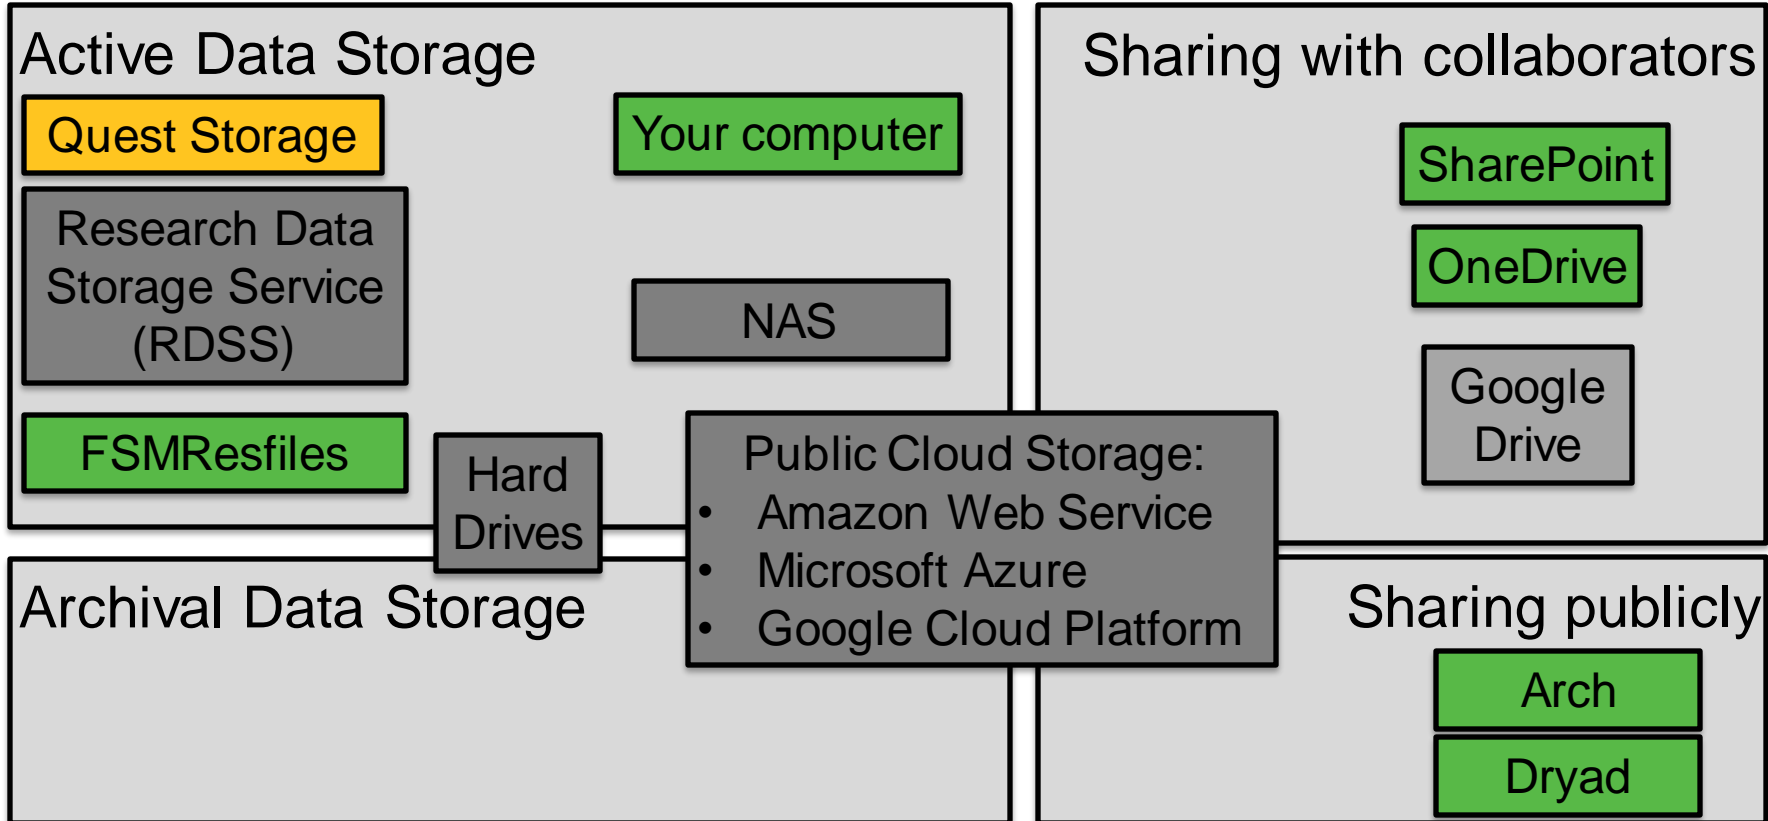 Active Data Storage
Quest Storage
Your computer
Research Data
Storage Service
(RDSS)
NAS
FSMResfiles
Hard
Drives
Sharing with collaborators
SharePoint
OneDrive
Google
Drive
Public Cloud Storage:
• Amazon Web Service
• Microsoft Azure
• Google Cloud Platform
Archival Data Storage
Sharing publicly
Arch
Dryad